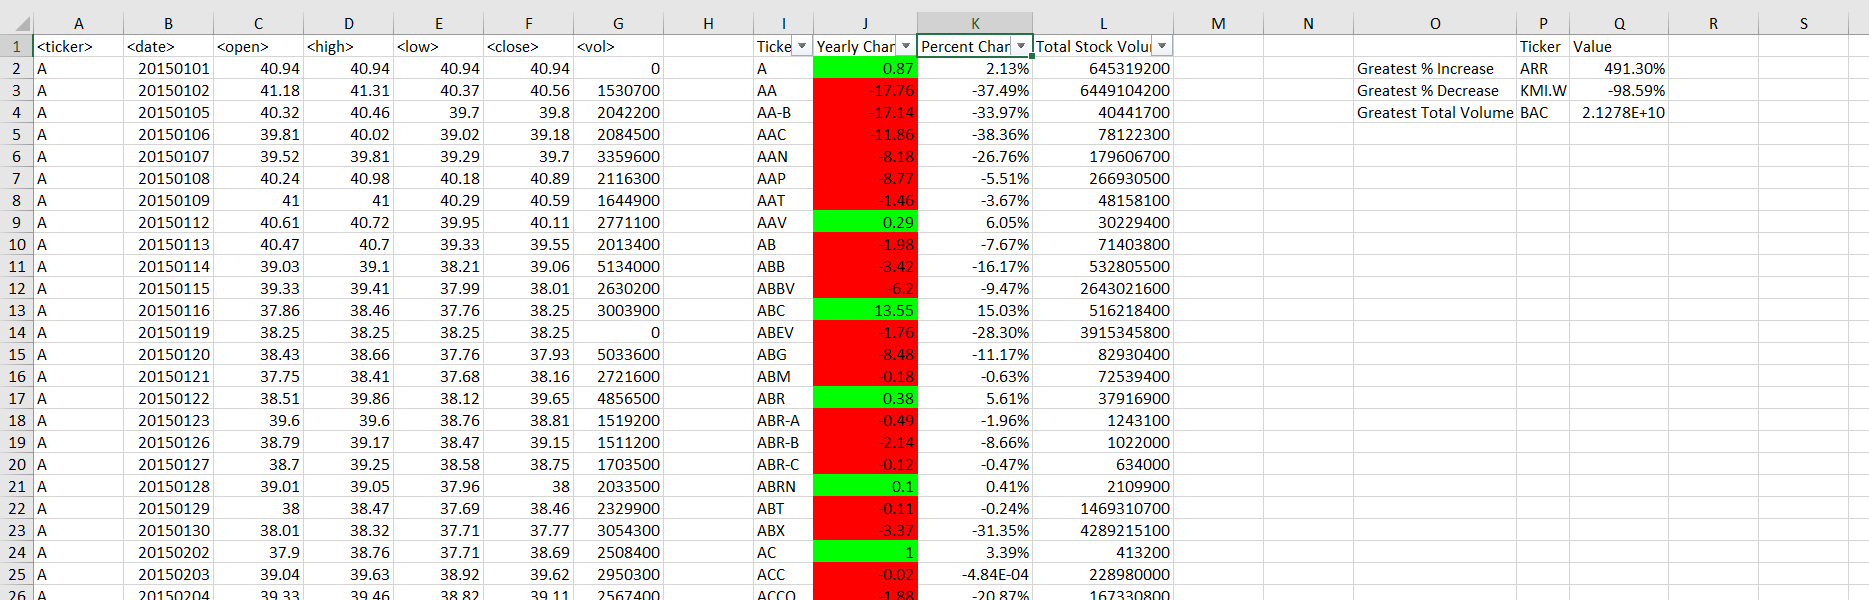 A B C D E F G H I J K L M N O P Q R S
1 <ticker> <date> <open> <high> <low> <close> <vol> Ticke Yearly Char Percent Char Total Stock Volu Ticker Value
2 A 20150101 40.94 40.94 40.94 40.94 0 A 0.87 2.13% 645319200 Greatest % Increase ARR 491.30%
3 A 20150102 41.18 41.31 40.37 40.56 1530700 AA -17.76 -37.49% 6449104200 Greatest % Decrease KMI.W -98.59%
4 A 20150105 40.32 40.46 39.7 39.8 2042200 AA-B -17.14 -33.97% 40441700 Greatest Total Volume BAC 2.1278E+10
5 A 20150106 39.81 40.02 39.02 39.18 2084500 AAC -11.86 -38.36% 78122300
6 A 20150107 39.52 39.81 39.29 39.7 3359600 AAN -8.18 -26.76% 179606700
7 A 20150108 40.24 40.98 40.18 40.89 2116300 AAP -8.77 -5.51% 266930500
8 A 20150109 41 41 40.29 40.59 1644900 AAT -1.46 -3.67% 48158100
9 A 20150112 40.61 40.72 39.95 40.11 2771100 AAV 0.29 6.05% 30229400
10 A 20150113 40.47 40.7 39.33 39.55 2013400 AB -1.98 -7.67% 71403800
11 A 20150114 39.03 39.1 38.21 39.06 5134000 ABB -3.42 -16.17% 532805500
12 A 20150115 39.33 39.41 37.99 38.01 2630200 ABBV -6.2 -9.47% 2643021600
13 A 20150116 37.86 38.46 37.76 38.25 3003900 ABC 13.55 15.03% 516218400
14 A 20150119 38.25 38.25 38.25 38.25 0 ABEV -1.76 -28.30% 3915345800
15 A 20150120 38.43 38.66 37.76 37.93 5033600 ABG -8.48 -11.17% 82930400
16 A 20150121 37.75 38.41 37.68 38.16 2721600 ABM -0.18 -0.63% 72539400
17 A 20150122 38.51 39.86 38.12 39.65 4856500 ABR 0.38 5.61% 37916900
18 A 20150123 39.6 39.6 38.76 38.81 1519200 ABR-A -0.49 -1.96% 1243100
19 A 20150126 38.79 39.17 38.47 39.15 1511200 ABR-B -2.14 -8.66% 1022000
20 A 20150127 38.7 39.25 38.58 38.75 1703500 ABR-C -0.12 -0.47% 634000
21 A 20150128 39.01 39.05 37.96 38 2033500 ABRN 0.1 0.41% 2109900
22 A 20150129 38 38.47 37.69 38.46 2329900 ABT -0.11 -0.24% 1469310700
23 A 20150130 38.01 38.32 37.71 37.77 3054300 ABX -3.37 -31.35% 4289215100
24 A 20150202 37.9 38.76 37.71 38.69 2508400 AC 1 3.39% 413200
25 A 20150203 39.04 39.63 38.92 39.62 2950300 ACC -0.02 -4.84E-04 228980000
26 A 20150204 39.33 39.46 38.82 39.11 2567400 ACCO -1.88 -20.87% 167330800